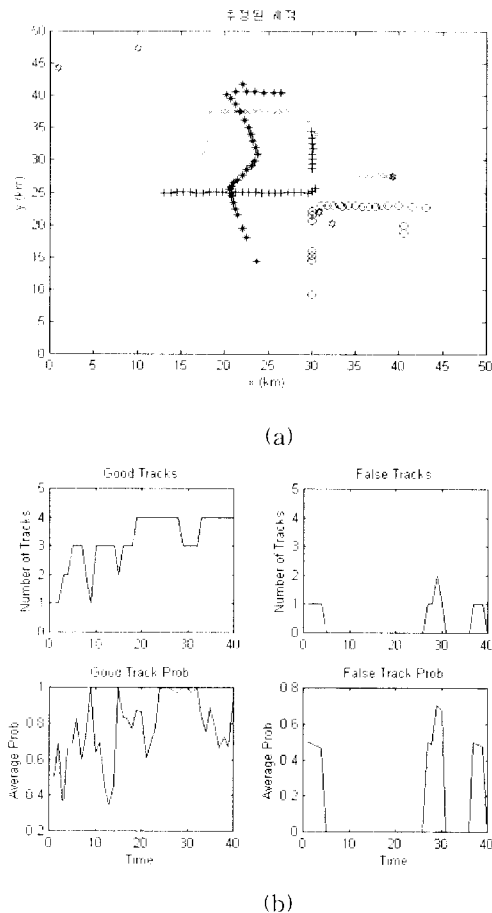 추정된 궤적
50
45
40
35
30
25
20
15
10
5
0
y (km)
0 5 10 15 20 25 30 35 40 45 50
x (km)
(a)
Good Tracks
5
4
3
2
1
0
Number of Tracks
0 10 20 30 40
False Tracks
5
4
3
2
1
0
Number of Tracks
0 10 20 30 40
Good Track Prob
1
0.8
0.6
0.4
0.2
Average Prob
0 10 20 30 40
Time
False Track Prob
0.8
0.6
0.4
0.2
0
Average Prob
0 10 20 30 40
Time
(b)